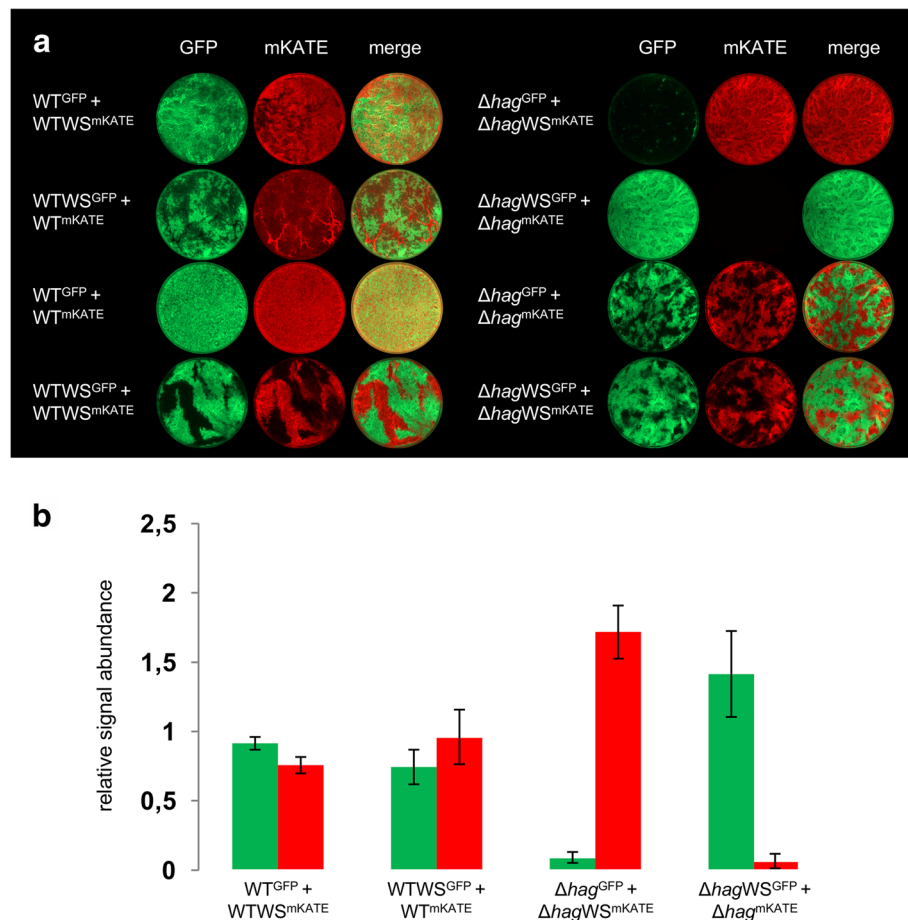 a
GFP mKATE merge
WTGFP +
WTWSmKATE
WTWSGFP +
WTmKATE
WTGFP +
WTmKATE
WTWSGFP +
WTWSmKATE
GFP mKATE merge
ΔhagGFP +
ΔhagWSmKATE
ΔhagWSGFP +
ΔhagmKATE
ΔhagGFP +
ΔhagmKATE
ΔhagWSGFP +
ΔhagWSmKATE
b
relative signal abundance
2,5
2
1,5
1
0,5
0
WTGFP +
WTWSmKATE
WTWSGFP +
WTmKATE
ΔhagGFP +
ΔhagWSmKATE
ΔhagWSGFP +
ΔhagmKATE